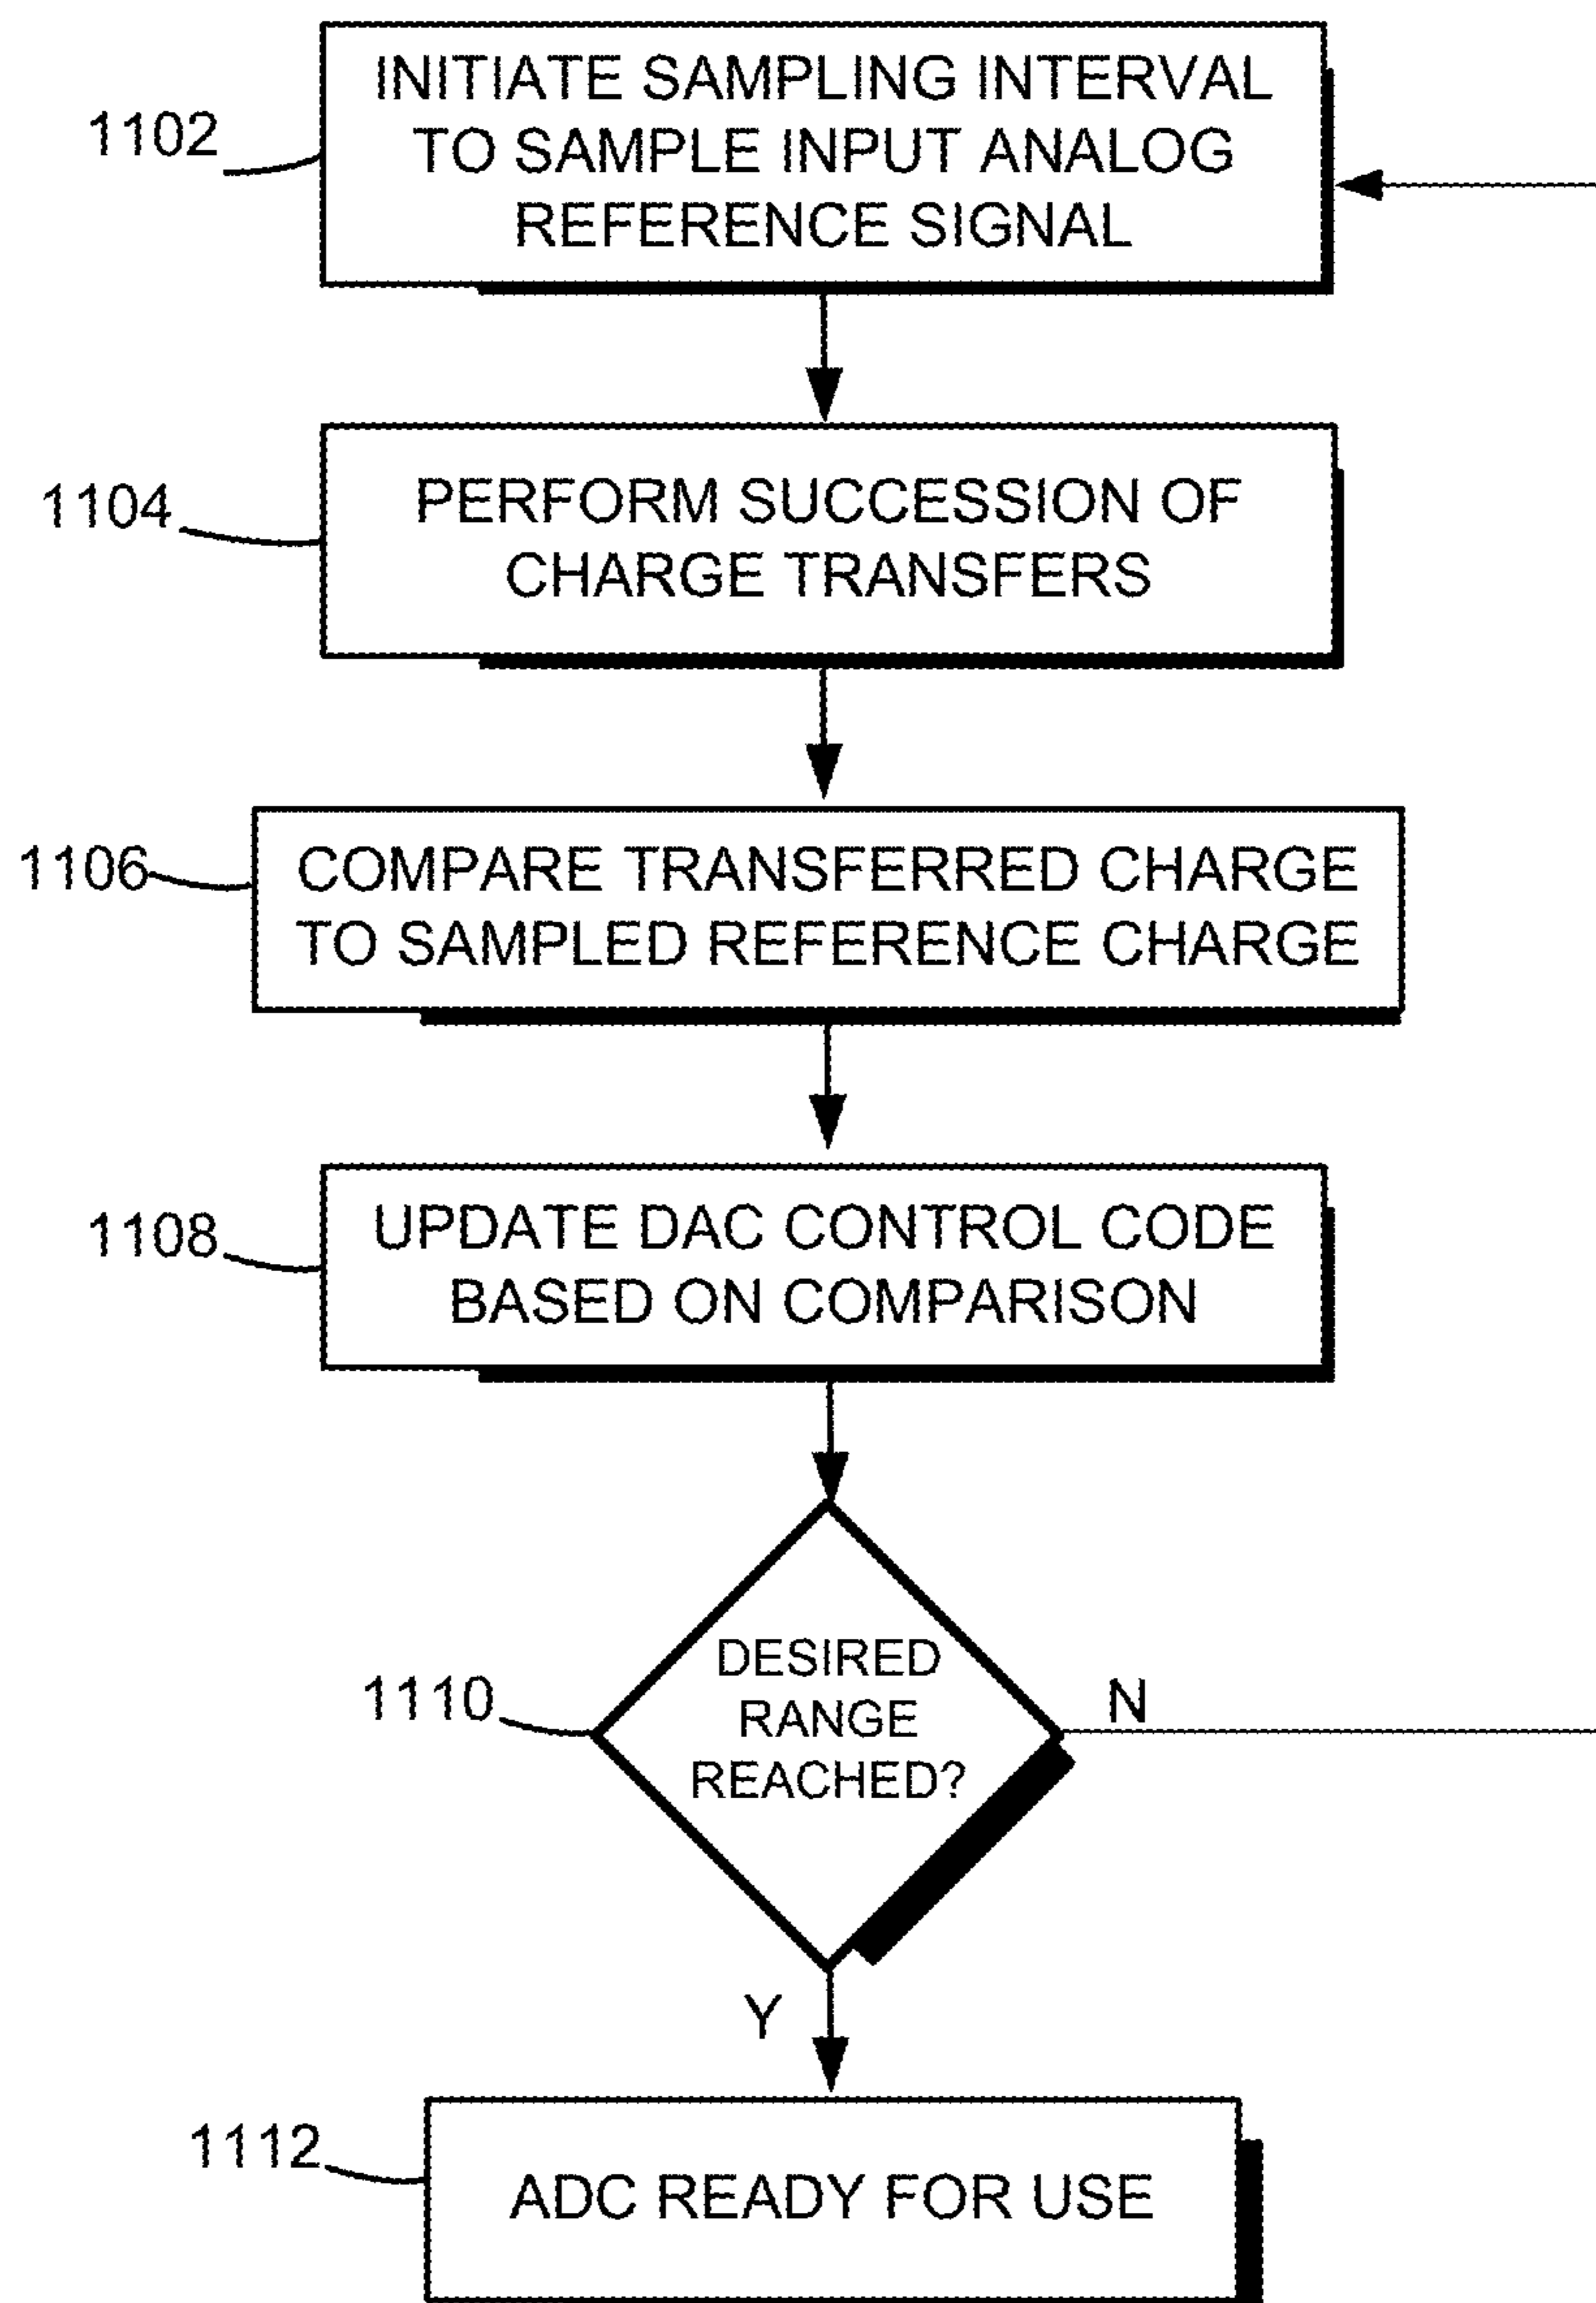 1102
INITIATE SAMPLING INTERVAL
TO SAMPLE INPUT ANALOG
REFERENCE SIGNAL
1104
PERFORM SUCCESSION OF
CHARGE TRANSFERS
1106
COMPARE TRANSFERRED CHARGE
TO SAMPLED REFERENCE CHARGE
1108
UPDATE DAC CONTROL CODE
BASED ON COMPARISON
1110
DESIRED
RANGE
REACHED?
N
Y
1112
ADC READY FOR USE